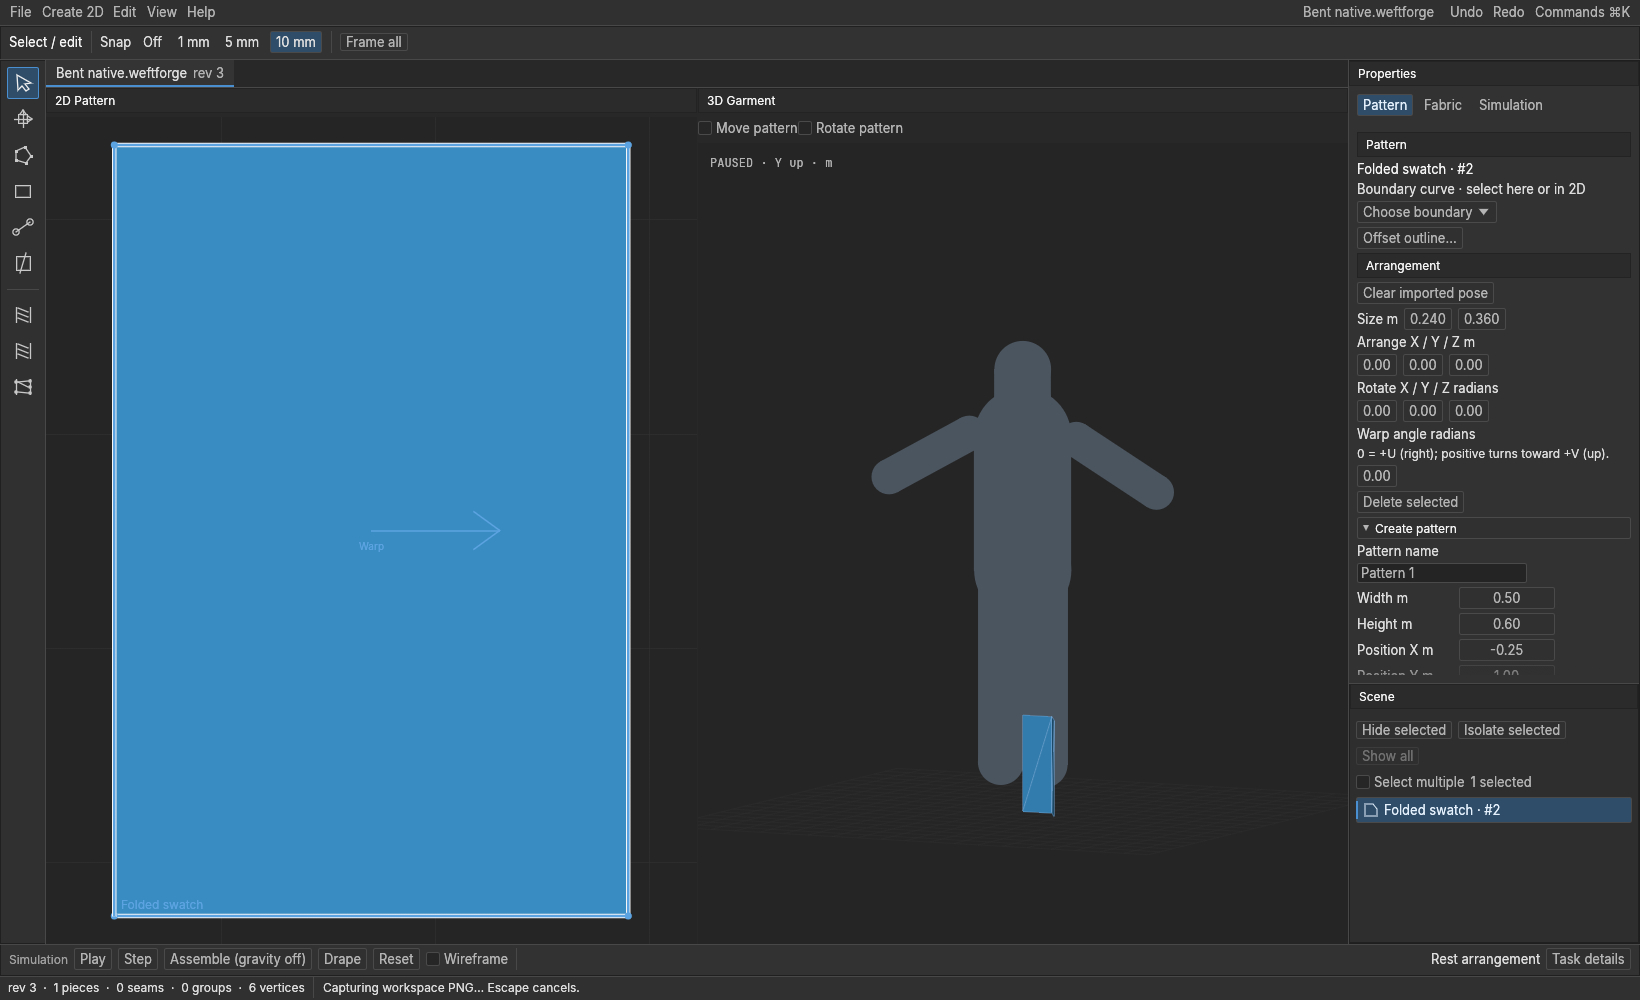 File Create 2D Edit View Help
Bent native.weftforge Undo Redo Commands ⌘K
Select / edit Snap Off 1 mm 5 mm 10 mm Frame all
Bent native.weftforge rev 3
2D Pattern
Warp
Folded swatch
3D Garment
Move pattern Rotate pattern
PAUSED · Y up · m
Properties
Pattern Fabric Simulation
Pattern
Folded swatch · #2
Boundary curve · select here or in 2D
Choose boundary
Offset outline...
Arrangement
Clear imported pose
Size m 0.240 0.360
Arrange X / Y / Z m
0.00 0.00 0.00
Rotate X / Y / Z radians
0.00 0.00 0.00
Warp angle radians
0 = +U (right); positive turns toward +V (up).
0.00
Delete selected
Create pattern
Pattern name
Pattern 1
Width m 0.50
Height m 0.60
Position X m -0.25
Position Y m 1.00
Scene
Hide selected Isolate selected
Show all
Select multiple 1 selected
Folded swatch · #2
Simulation Play Step Assemble (gravity off) Drape Reset Wireframe
Rest arrangement Task details
rev 3 · 1 pieces · 0 seams · 0 groups · 6 vertices Capturing workspace PNG... Escape cancels.